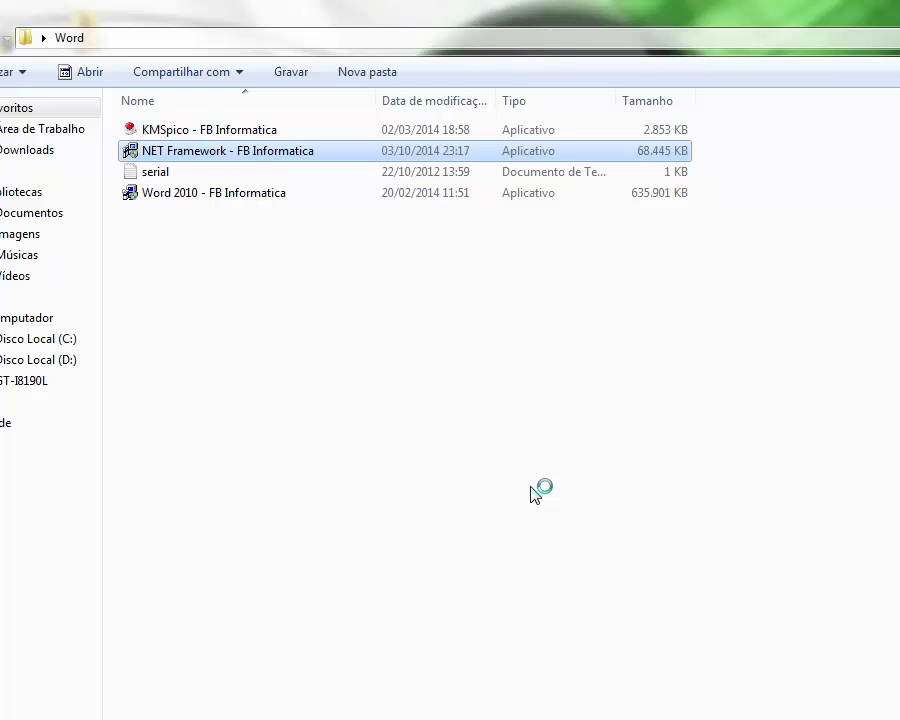 Word
zar Abrir Compartilhar com Gravar Nova pasta
voritos
Nome Data de modificaç... Tipo Tamanho
Área de Trabalho
KMSpico - FB Informatica 02/03/2014 18:58 Aplicativo 2.853 KB
Downloads
NET Framework - FB Informatica 03/10/2014 23:17 Aplicativo 68.445 KB
serial 22/10/2012 13:59 Documento de Te... 1 KB
bliotecas
Word 2010 - FB Informatica 20/02/2014 11:51 Aplicativo 635.901 KB
Documentos
magens
Músicas
Vídeos
mputador
Disco Local (C:)
Disco Local (D:)
GT-I8190L
de